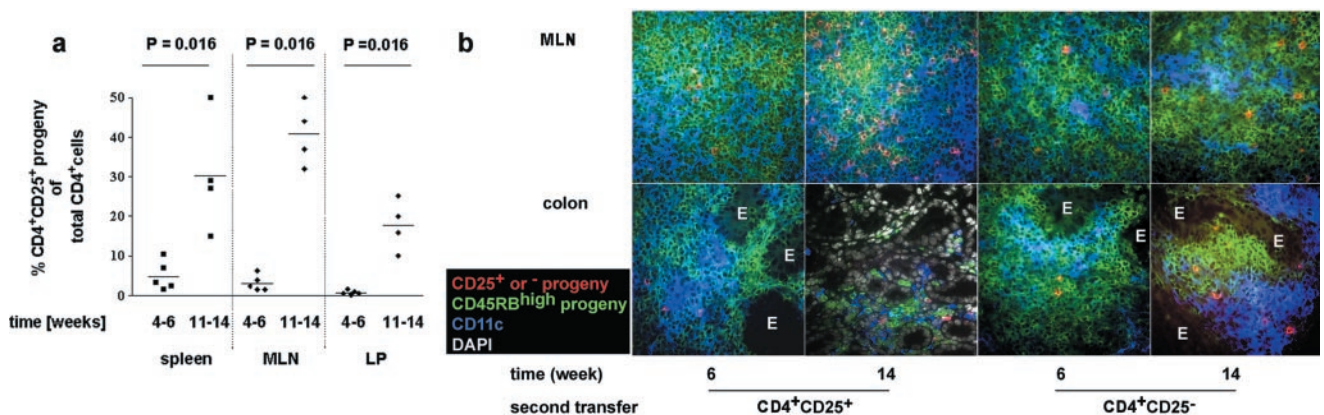 a
P = 0.016 P = 0.016 P =0.016
% CD4+CD25+ progeny
of
total CD4+cells
50
40
30
20
10
0
time [weeks] 4-6 11-14 4-6 11-14 4-6 11-14
spleen MLN LP
b
MLN
colon
E E E E E E E E
CD25+ or - progeny
CD45RBhigh progeny
CD11c
DAPI
time (week) 6 14 6 14
second transfer CD4+CD25+ CD4+CD25-